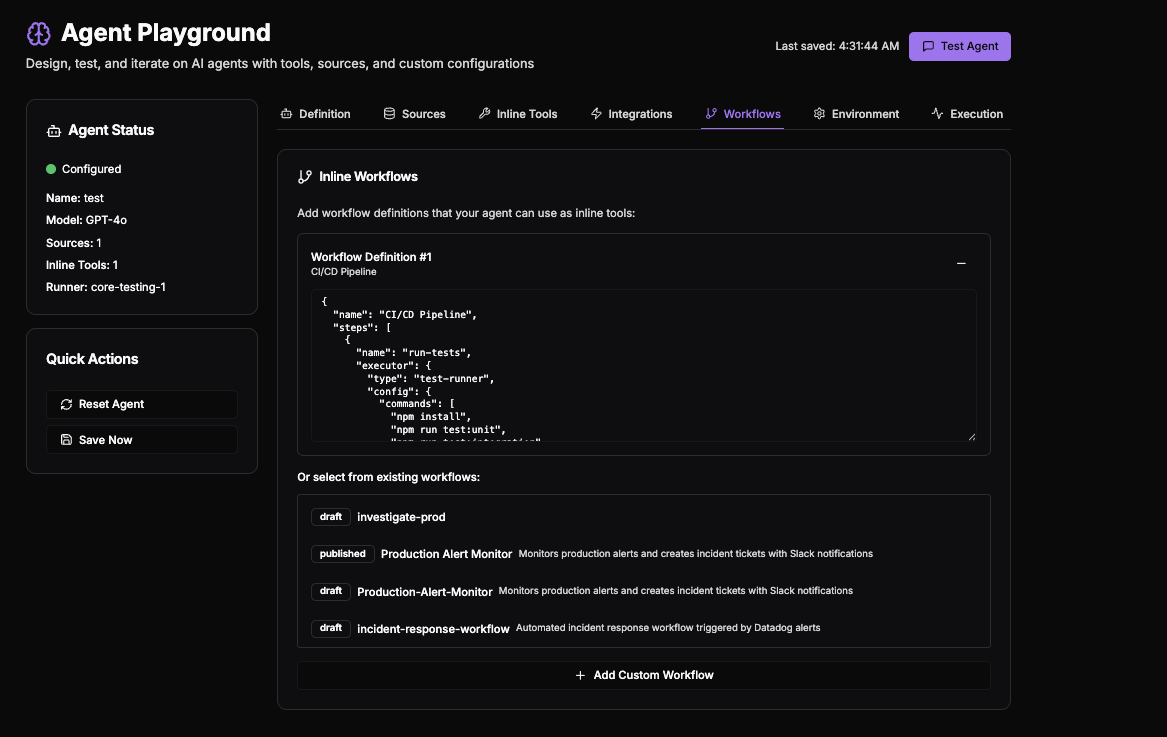 Agent Playground
Design, test, and iterate on AI agents with tools, sources, and custom configurations
Last saved: 4:31:44 AM
Test Agent
Agent Status
Configured
Name: test
Model: GPT-4o
Sources: 1
Inline Tools: 1
Runner: core-testing-1
Quick Actions
Reset Agent
Save Now
Definition
Sources
Inline Tools
Integrations
Workflows
Environment
Execution
Inline Workflows
Add workflow definitions that your agent can use as inline tools:
Workflow Definition #1
CI/CD Pipeline
{
  "name": "CI/CD Pipeline",
  "steps": [
    {
      "name": "run-tests",
      "executor": {
        "type": "test-runner",
        "config": {
          "commands": [
            "npm install",
            "npm run test:unit",
            "npm run test:integration"
Or select from existing workflows:
draft investigate-prod
published Production Alert Monitor Monitors production alerts and creates incident tickets with Slack notifications
draft Production-Alert-Monitor Monitors production alerts and creates incident tickets with Slack notifications
draft incident-response-workflow Automated incident response workflow triggered by Datadog alerts
+ Add Custom Workflow